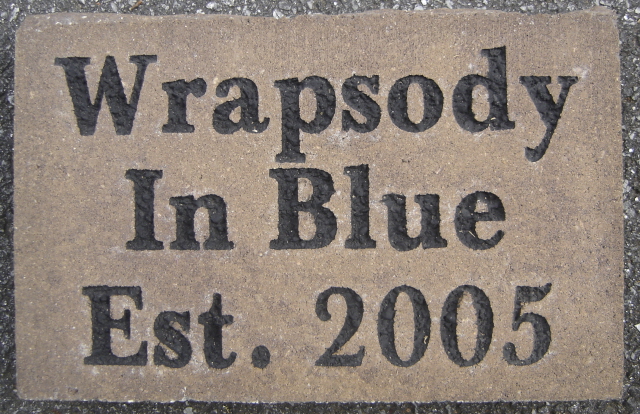 Wrapsody
In Blue
Est. 2005